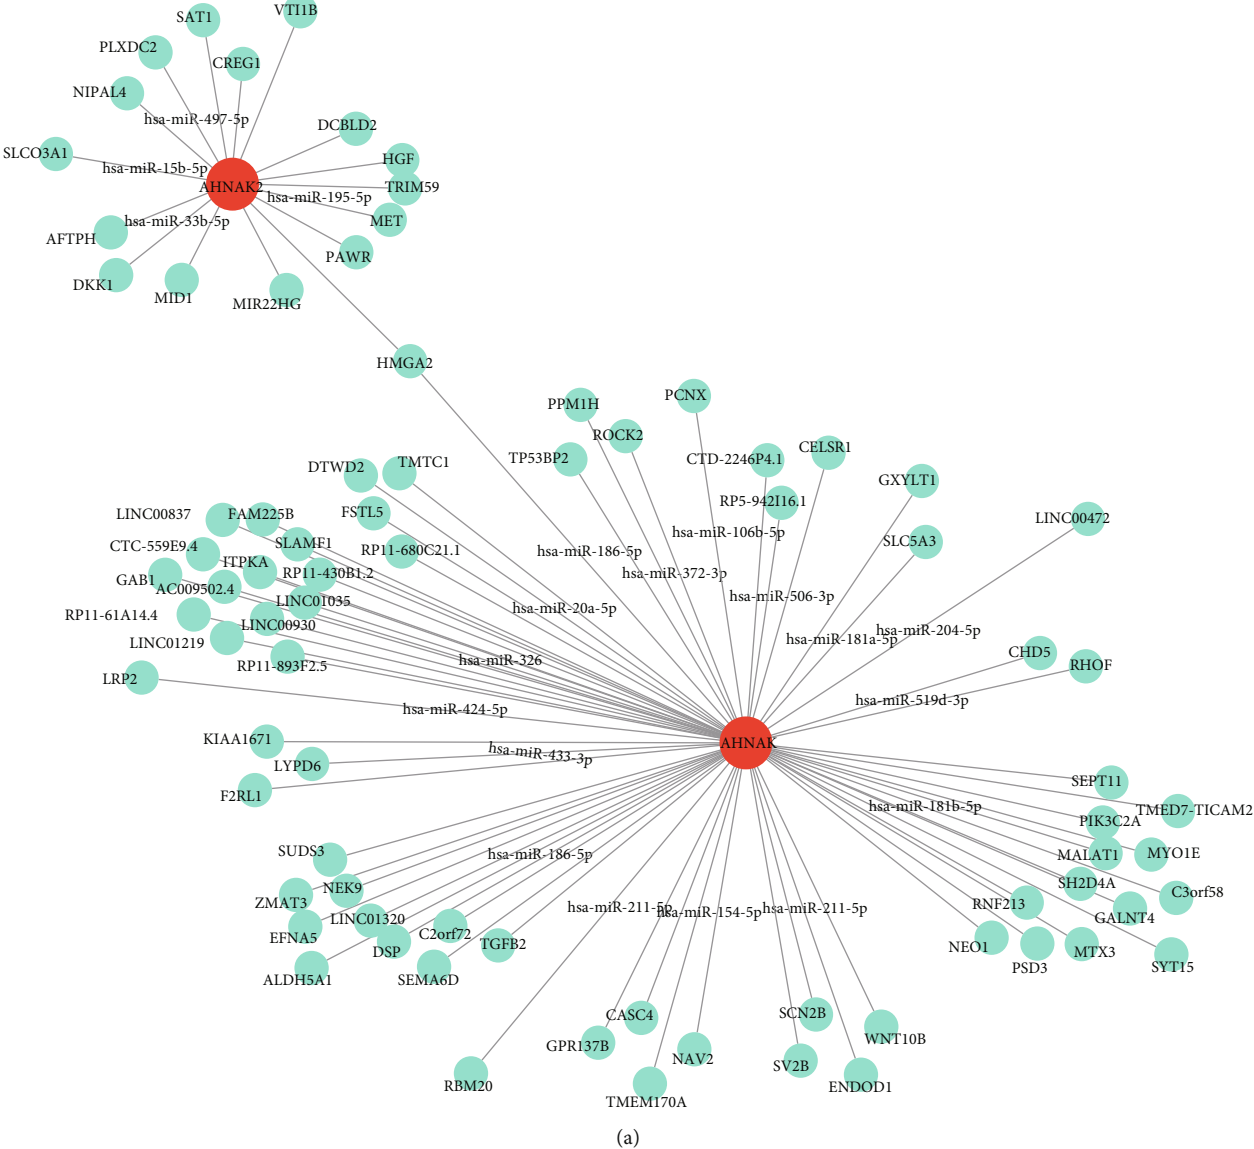 VTI1B
SAT1
PLXDC2
CREG1
NIPAL4
hsa-miR-497-5p
DCBLD2
SLCO3A1
hsa-miR-15b-5p
HGF
AHNAK2
TRIM59
hsa-miR-195-5p
hsa-miR-33b-5p
MET
AFTPH
PAWR
DKK1
MID1
MIR22HG
HMGA2
PPM1H
PCNX
ROCK2
TP53BP2
CTD-2246P4.1
CELSR1
DTWD2
TMTC1
GXYLT1
RP5-942I16.1
LINC00837
FAM225B
FSTL5
LINC00472
hsa-miR-106b-5p
SLC5A3
CTC-559E9.4
SLAMF1
RP11-680C21.1
hsa-miR-186-5p
ITPKA
RP11-430B1.2
hsa-miR-372-3p
GAB1
AC009502.4
LINC01035
hsa-miR-20a-5p
hsa-miR-506-3p
RP11-61A14.4
LINC00930
hsa-miR-181a-5p
hsa-miR-204-5p
LINC01219
RP11-893F2.5
hsa-miR-326
CHD5
RHOF
LRP2
hsa-miR-424-5p
hsa-miR-519d-3p
KIAA1671
AHNAK
hsa-miR-433-3p
LYPD6
F2RL1
SEPT11
hsa-miR-181b-5p
TMED7-TICAM2
PIK3C2A
SUDS3
hsa-miR-186-5p
MALAT1
MYO1E
NEK9
SH2D4A
C3orf58
ZMAT3
LINC01320
hsa-miR-211-5p
hsa-miR-154-5p
hsa-miR-211-5p
RNF213
GALNT4
EFNA5
C2orf72
DSP
TGFB2
NEO1
MTX3
PSD3
SYT15
ALDH5A1
SEMA6D
CASC4
SCN2B
GPR137B
WNT10B
NAV2
SV2B
RBM20
ENDOD1
TMEM170A
(a)